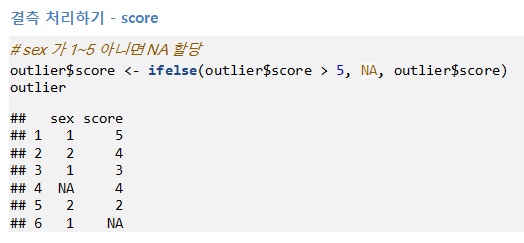 결측 처리하기 - score
# sex 가 1~5 아니면 NA 할당
outlier$score <- ifelse(outlier$score > 5, NA, outlier$score)
outlier
##   sex score
## 1   1     5
## 2   2     4
## 3   1     3
## 4  NA     4
## 5   2     2
## 6   1    NA